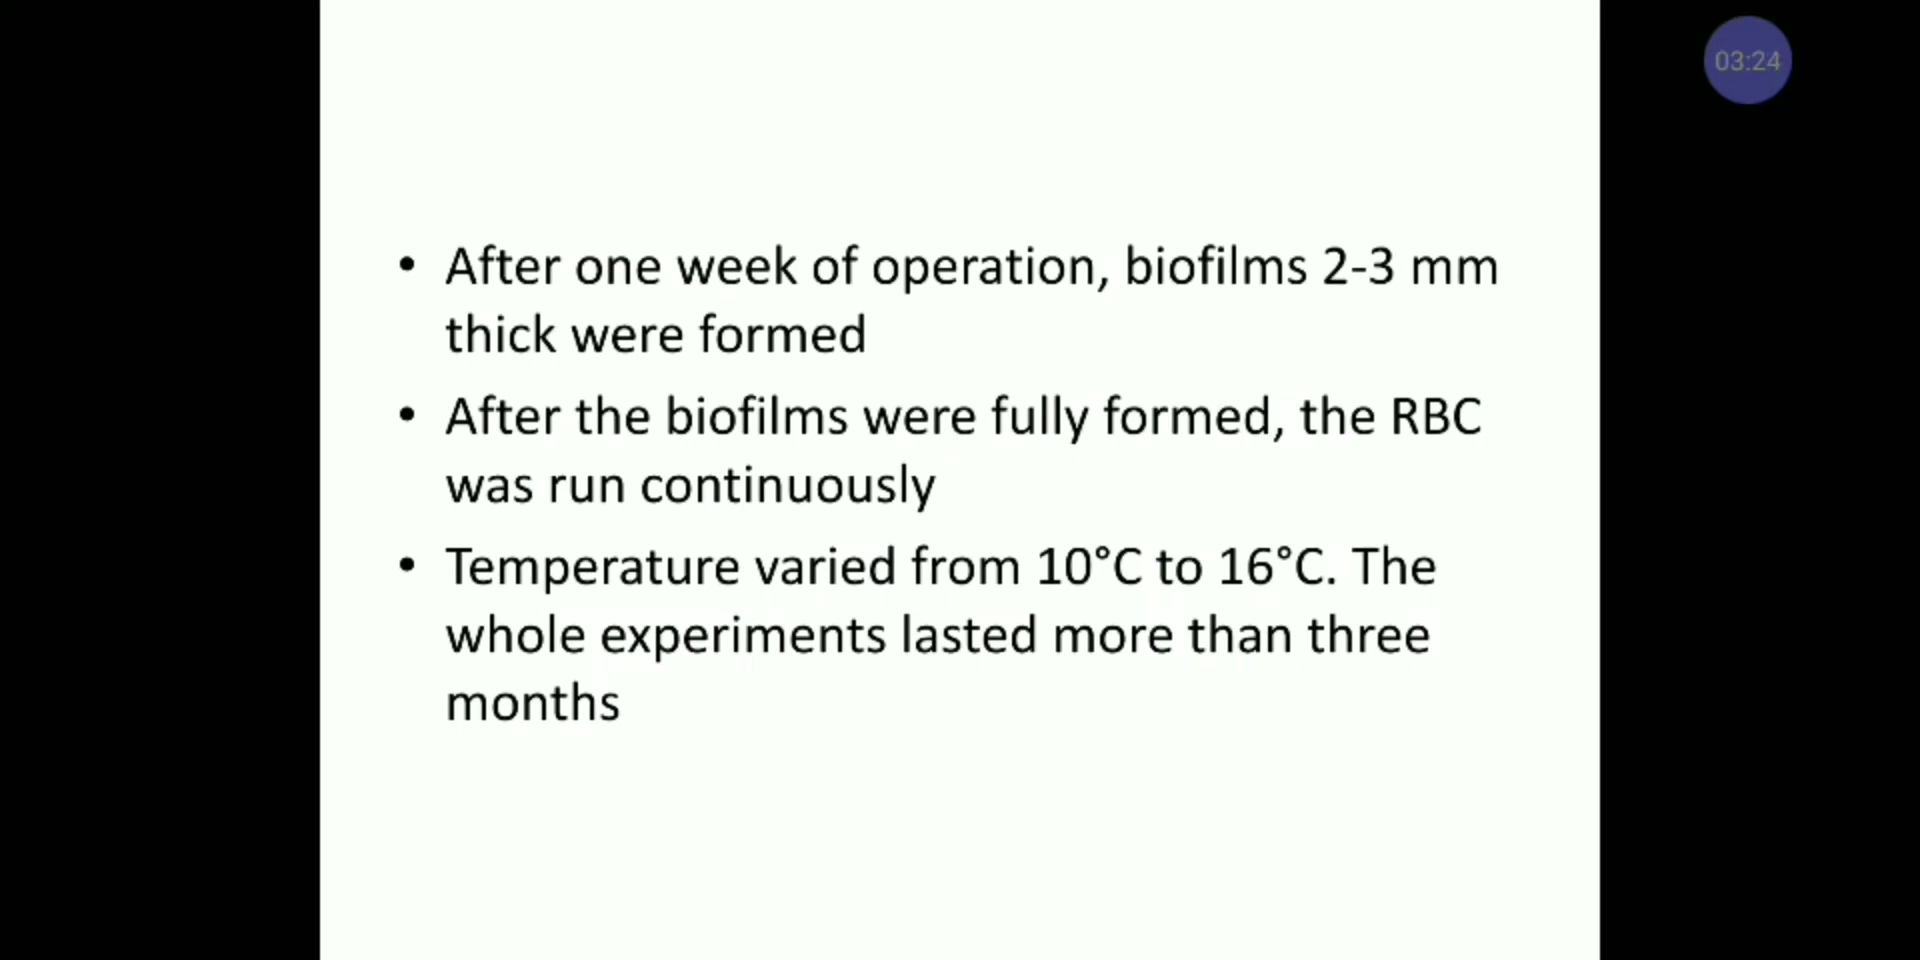 03:24
• After one week of operation, biofilms 2-3 mm
thick were formed
• After the biofilms were fully formed, the RBC
was run continuously
• Temperature varied from 10°C to 16°C. The
whole experiments lasted more than three
months